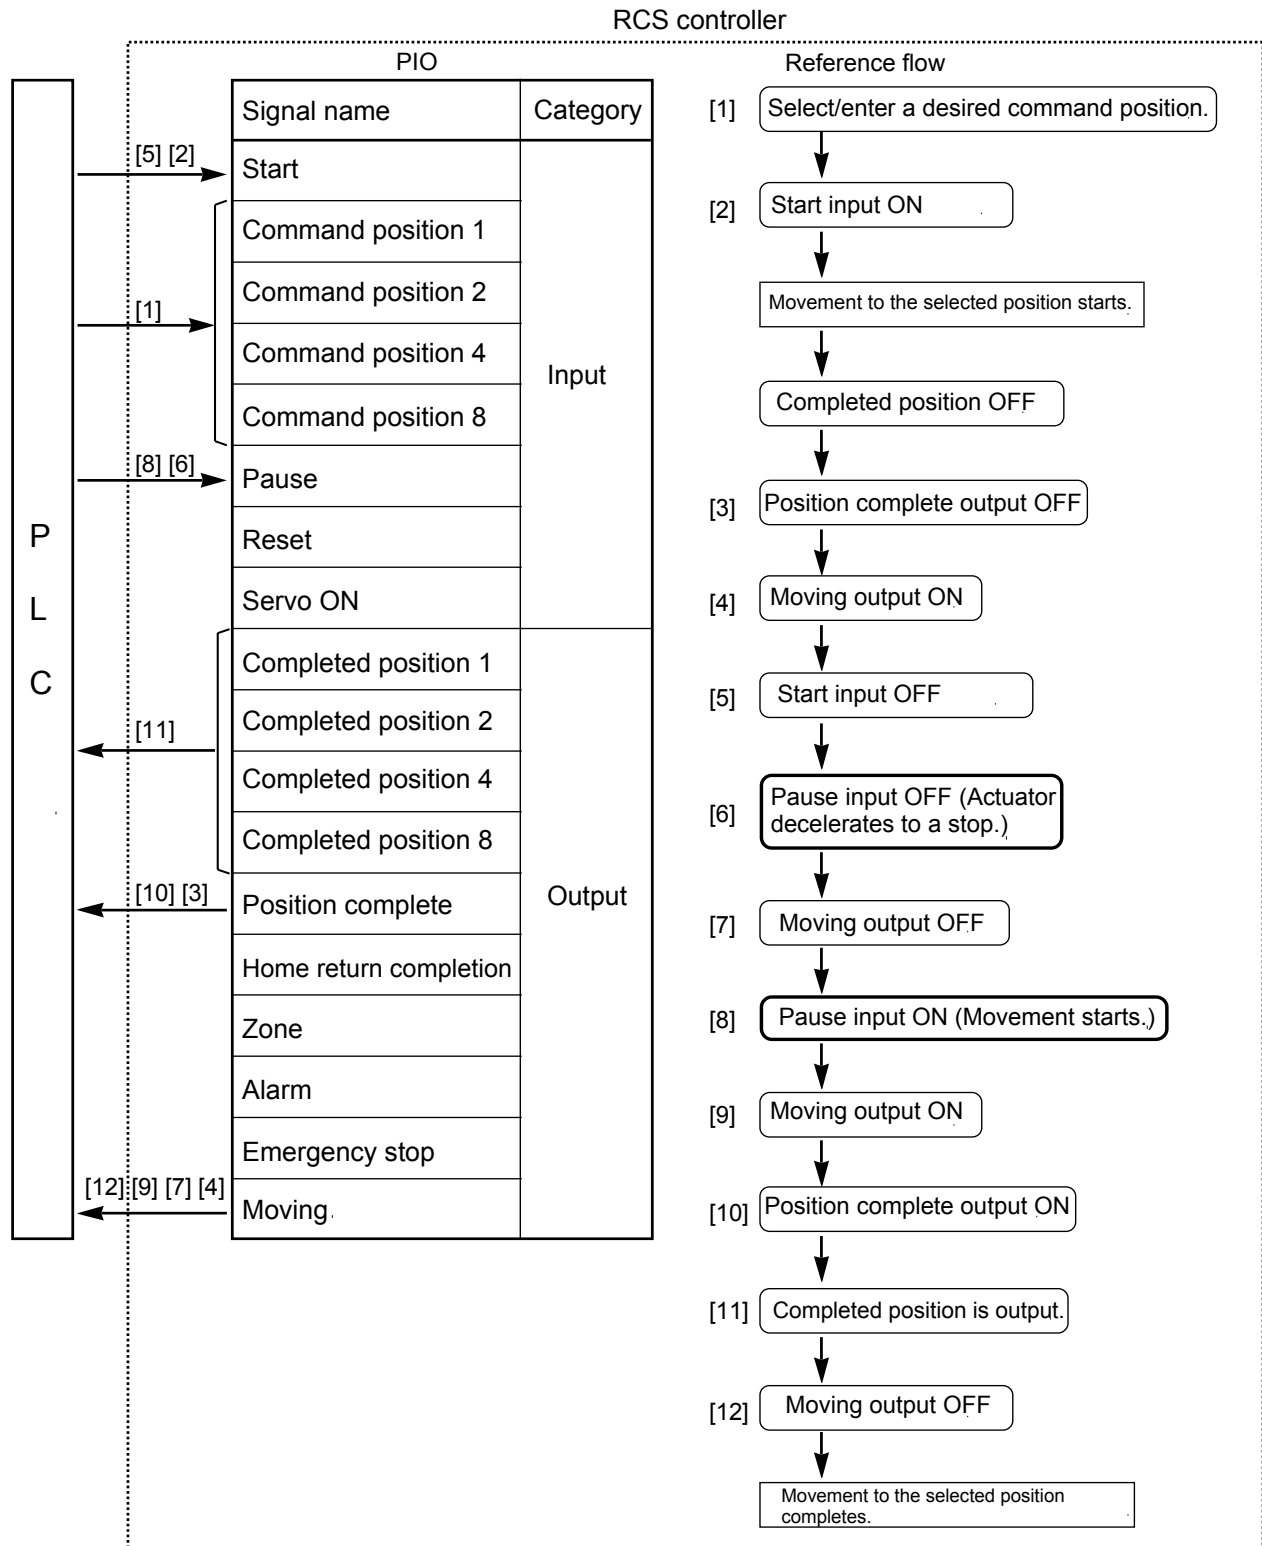 RCS controller
PIO
Signal name
Category
[5] [2]
Start
Command position 1
Command position 2
[1]
Command position 4
Input
Command position 8
[8] [6]
Pause
Reset
Servo ON
P
L
C
Completed position 1
Completed position 2
[11]
Completed position 4
Completed position 8
[10] [3]
Position complete
Output
Home return completion
Zone
Alarm
Emergency stop
[12] [9] [7] [4]
Moving
Reference flow
[1] Select/enter a desired command position.
[2] Start input ON
Movement to the selected position starts.
Completed position OFF
[3] Position complete output OFF
[4] Moving output ON
[5] Start input OFF
[6] Pause input OFF (Actuator
decelerates to a stop.)
[7] Moving output OFF
[8] Pause input ON (Movement starts.)
[9] Moving output ON
[10] Position complete output ON
[11] Completed position is output.
[12] Moving output OFF
Movement to the selected position
completes.